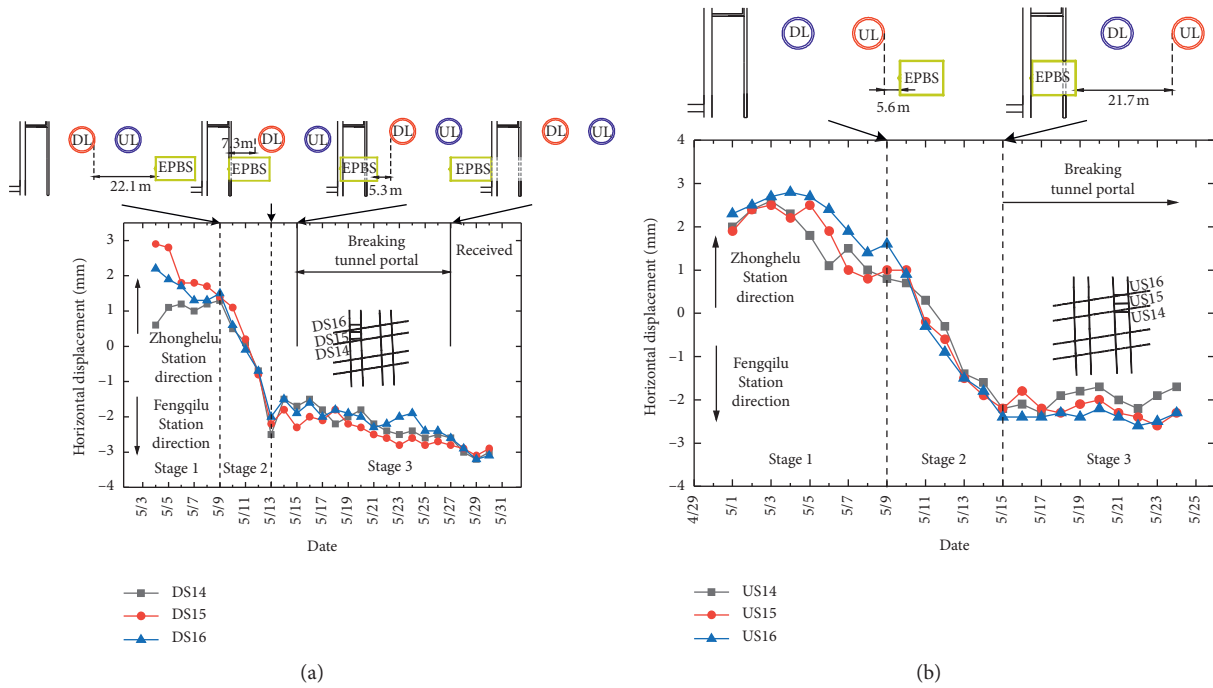 DL
UL
EPBS
22.1 m
7.3m
DL
UL
EPBS
DL
UL
EPBS
5.3 m
DL
UL
EPBS
Horizontal displacement (mm)
3
2
1
0
−1
−2
−3
−4
Zhonghelu
Station
direction
Fengqilu
Station
direction
Breaking
tunnel portal
Received
DS16
DS15
DS14
Stage 1
Stage 2
Stage 3
5/3
5/5
5/7
5/9
5/11
5/13
5/15
5/17
5/19
5/21
5/23
5/25
5/27
5/29
5/31
Date
DS14
DS15
DS16
(a)
DL
UL
EPBS
5.6 m
DL
UL
EPBS
21.7 m
Horizontal displacement (mm)
4
3
2
1
0
−1
−2
−3
−4
Zhonghelu
Station
direction
Fengqilu
Station
direction
Breaking
tunnel portal
US16
US15
US14
Stage 1
Stage 2
Stage 3
4/29
5/1
5/3
5/5
5/7
5/9
5/11
5/13
5/15
5/17
5/19
5/21
5/23
5/25
Date
US14
US15
US16
(b)